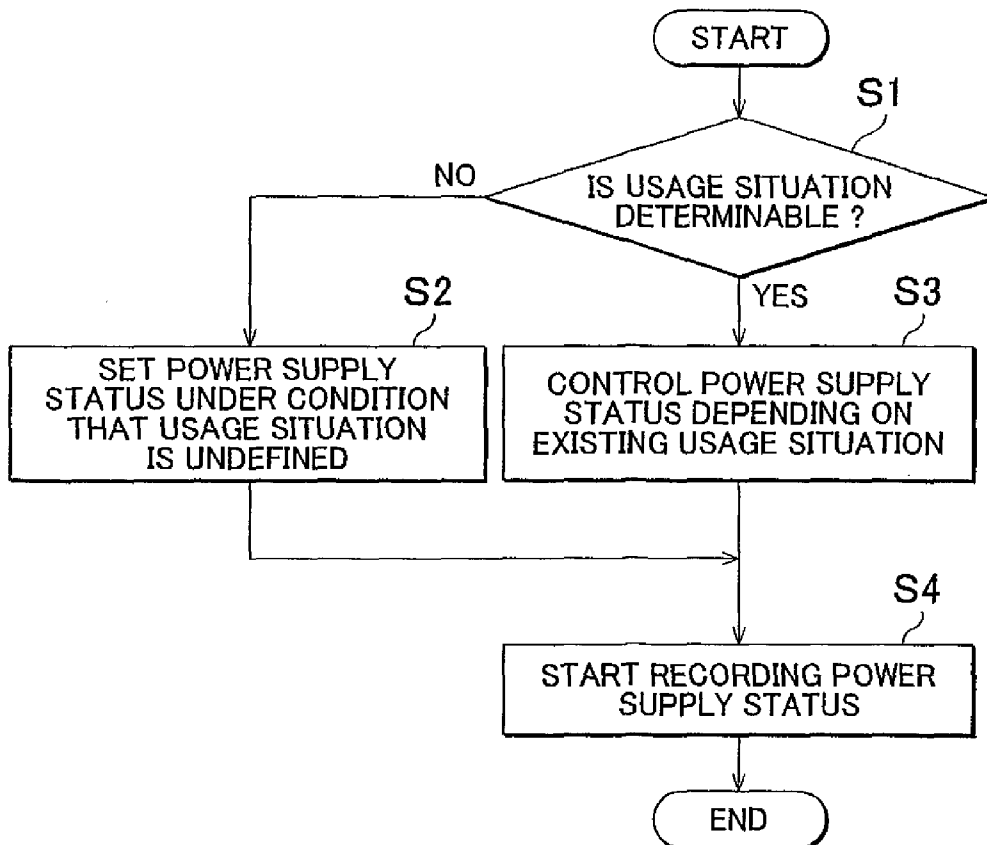 START
S1
IS USAGE SITUATION
DETERMINABLE ?
NO
YES
S2
SET POWER SUPPLY
STATUS UNDER CONDITION
THAT USAGE SITUATION
IS UNDEFINED
S3
CONTROL POWER SUPPLY
STATUS DEPENDING ON
EXISTING USAGE SITUATION
S4
START RECORDING POWER
SUPPLY STATUS
END